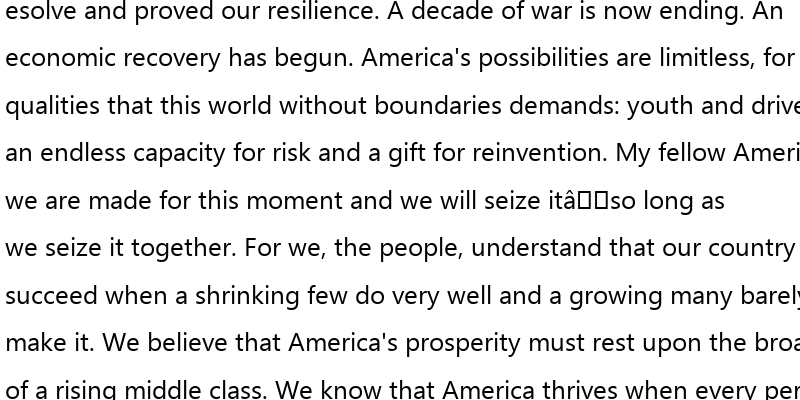 esolve and proved our resilience. A decade of war is now ending. An
economic recovery has begun. America's possibilities are limitless, for
qualities that this world without boundaries demands: youth and drive
an endless capacity for risk and a gift for reinvention. My fellow Ameri
we are made for this moment and we will seize itâ□□so long as
we seize it together. For we, the people, understand that our country
succeed when a shrinking few do very well and a growing many barely
make it. We believe that America's prosperity must rest upon the broa
of a rising middle class. We know that America thrives when every per